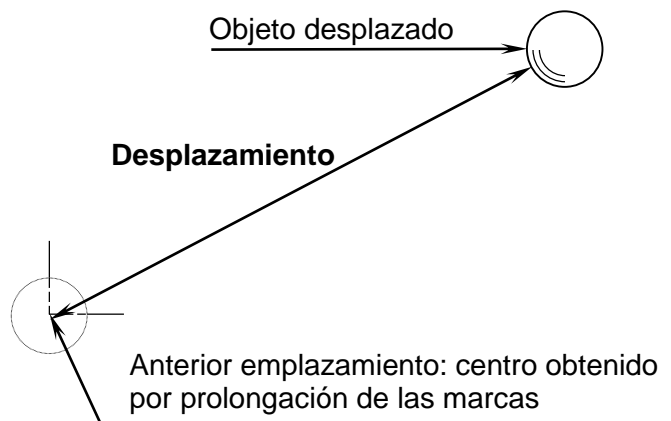 Objeto desplazado
Desplazamiento
Anterior emplazamiento: centro obtenido
por prolongación de las marcas